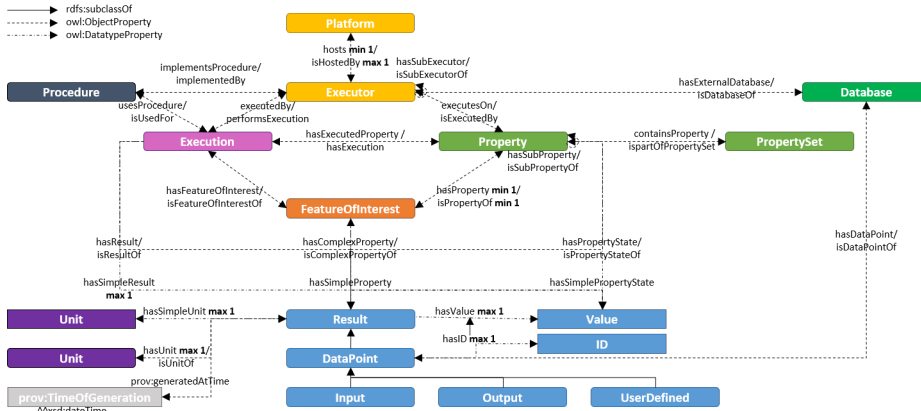 rdfs:subclassOf
owl:ObjectProperty
owl:DatatypeProperty
Platform
hosts min 1/
isHostedBy max 1
hasSubExecutor/
isSubExecutorOf
implementsProcedure/
implementedBy
hasExternalDatabase/
isDatabaseOf
Procedure
Executor
Database
usesProcedure/
isUsedFor
executedBy/
performsExecution
executesOn/
isExecutedBy
Execution
hasExecutedProperty /
hasExecution
Property
containsProperty /
ispartOfPropertySet
PropertySet
hasSubProperty/
isSubPropertyOf
hasFeatureOfInterest/
isFeatureOfInterestOf
hasProperty min 1/
isPropertyOf min 1
FeatureOfInterest
hasResult/
isResultOf
hasComplexProperty/
isComplexPropertyOf
hasPropertyState/
isPropertyStateOf
hasDataPoint/
isDataPointOf
hasSimpleResult
max 1
hasSimpleProperty
hasSimplePropertyState
Unit
hasSimpleUnit max 1
Result
hasValue max 1
Value
hasID max 1
ID
Unit
hasUnit max 1/
isUnitOf
DataPoint
prov:generatedAtTime
prov:TimeOfGeneration
^^xsd:dateTime
Input
Output
UserDefined